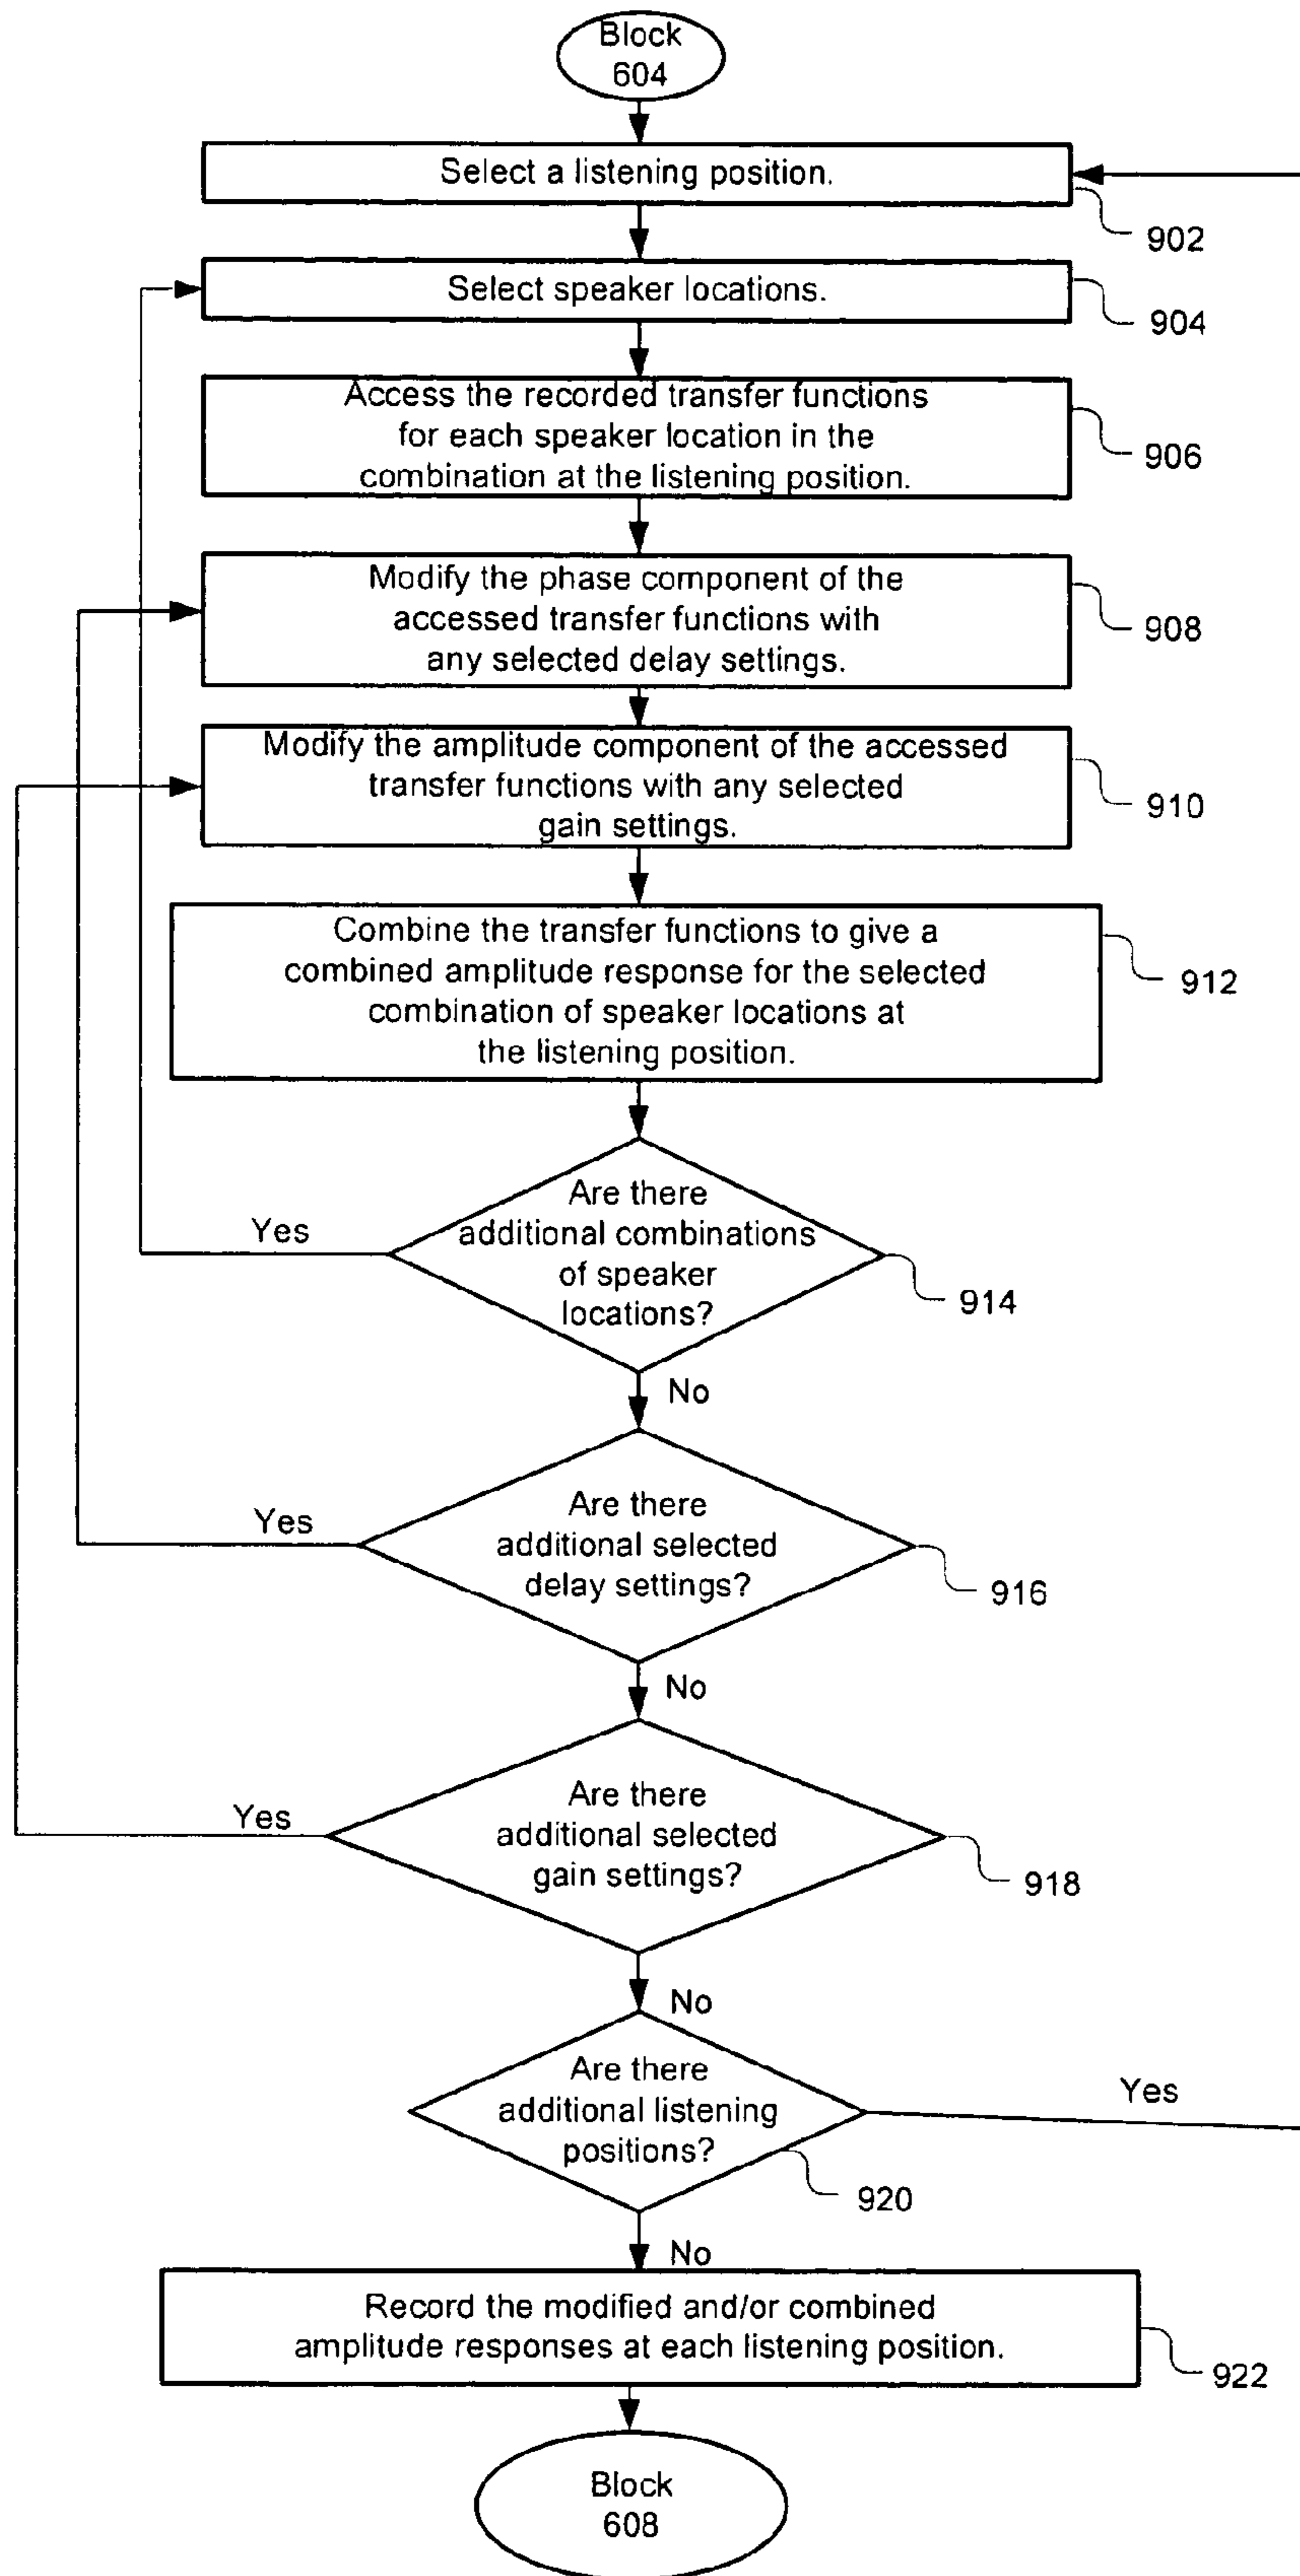 Block
604
Select a listening position.
902
Select speaker locations.
904
Access the recorded transfer functions
for each speaker location in the
combination at the listening position.
906
Modify the phase component of the
accessed transfer functions with
any selected delay settings.
908
Modify the amplitude component of the accessed
transfer functions with any selected
gain settings.
910
Combine the transfer functions to give a
combined amplitude response for the selected
combination of speaker locations at
the listening position.
912
Are there
additional combinations
of speaker
locations?
Yes
914
No
Are there
additional selected
delay settings?
Yes
916
No
Are there
additional selected
gain settings?
Yes
918
No
Are there
additional listening
positions?
Yes
920
No
Record the modified and/or combined
amplitude responses at each listening position.
922
Block
608